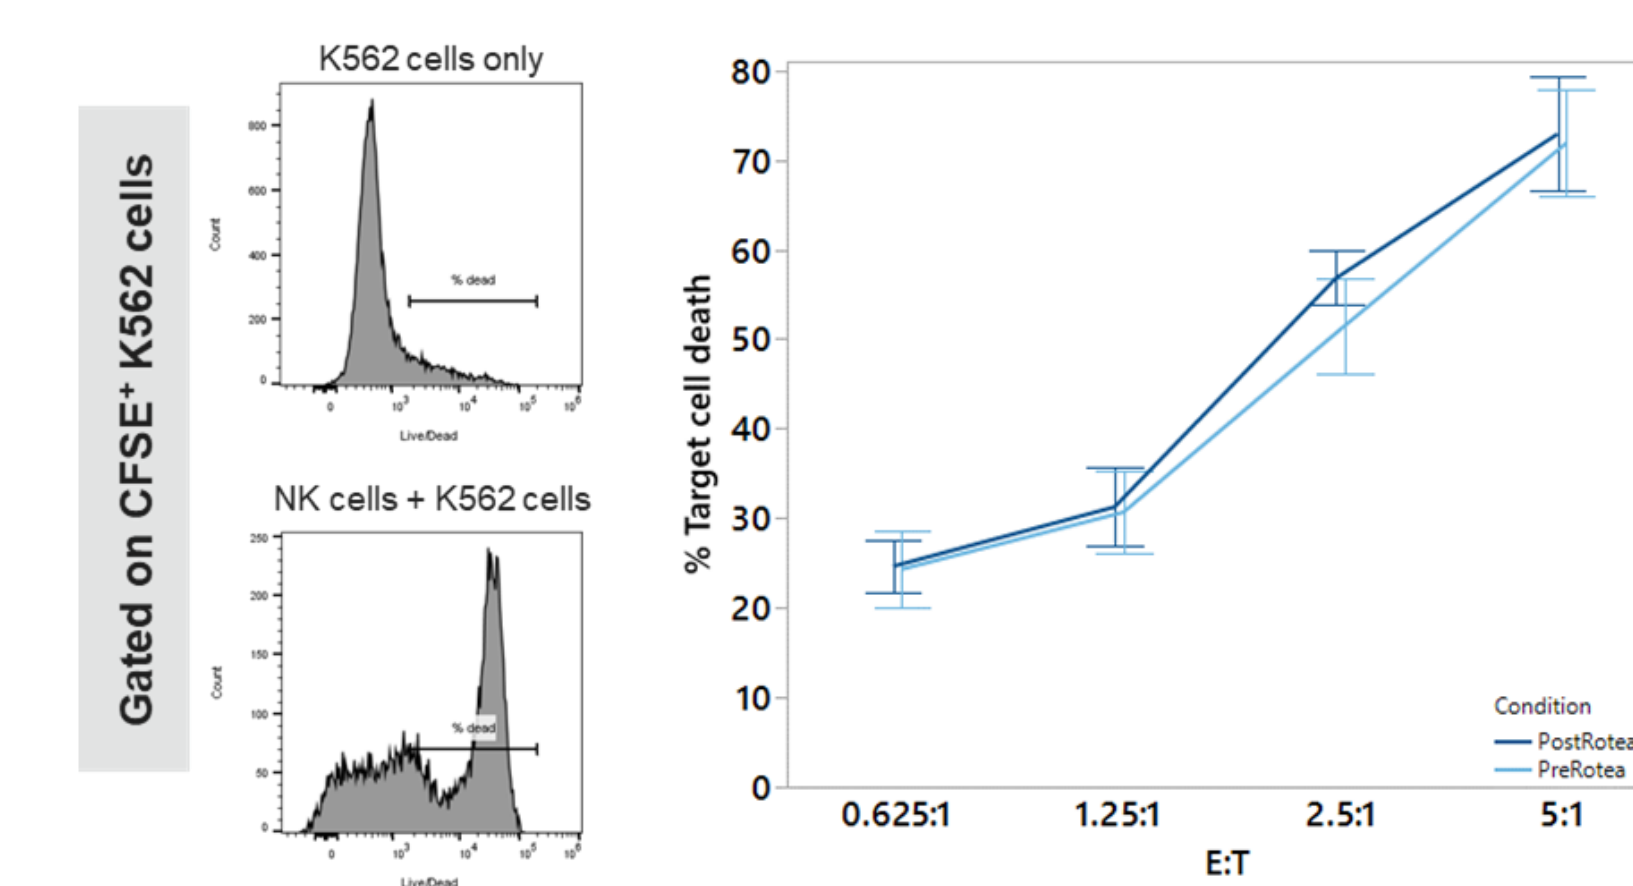 Gated on CFSE⁺ K562 cells
K562 cells only
800
600
400
200
0
Count
% dead
0 10³ 10⁴ 10⁵ 10⁶
Live/Dead
NK cells + K562 cells
250
200
150
100
50
0
Count
% dead
0 10³ 10⁴ 10⁵ 10⁶
Live/Dead
80
70
60
50
40
30
20
10
0
% Target cell death
0.625:1 1.25:1 2.5:1 5:1
E:T
Condition
PostRotea
PreRotea